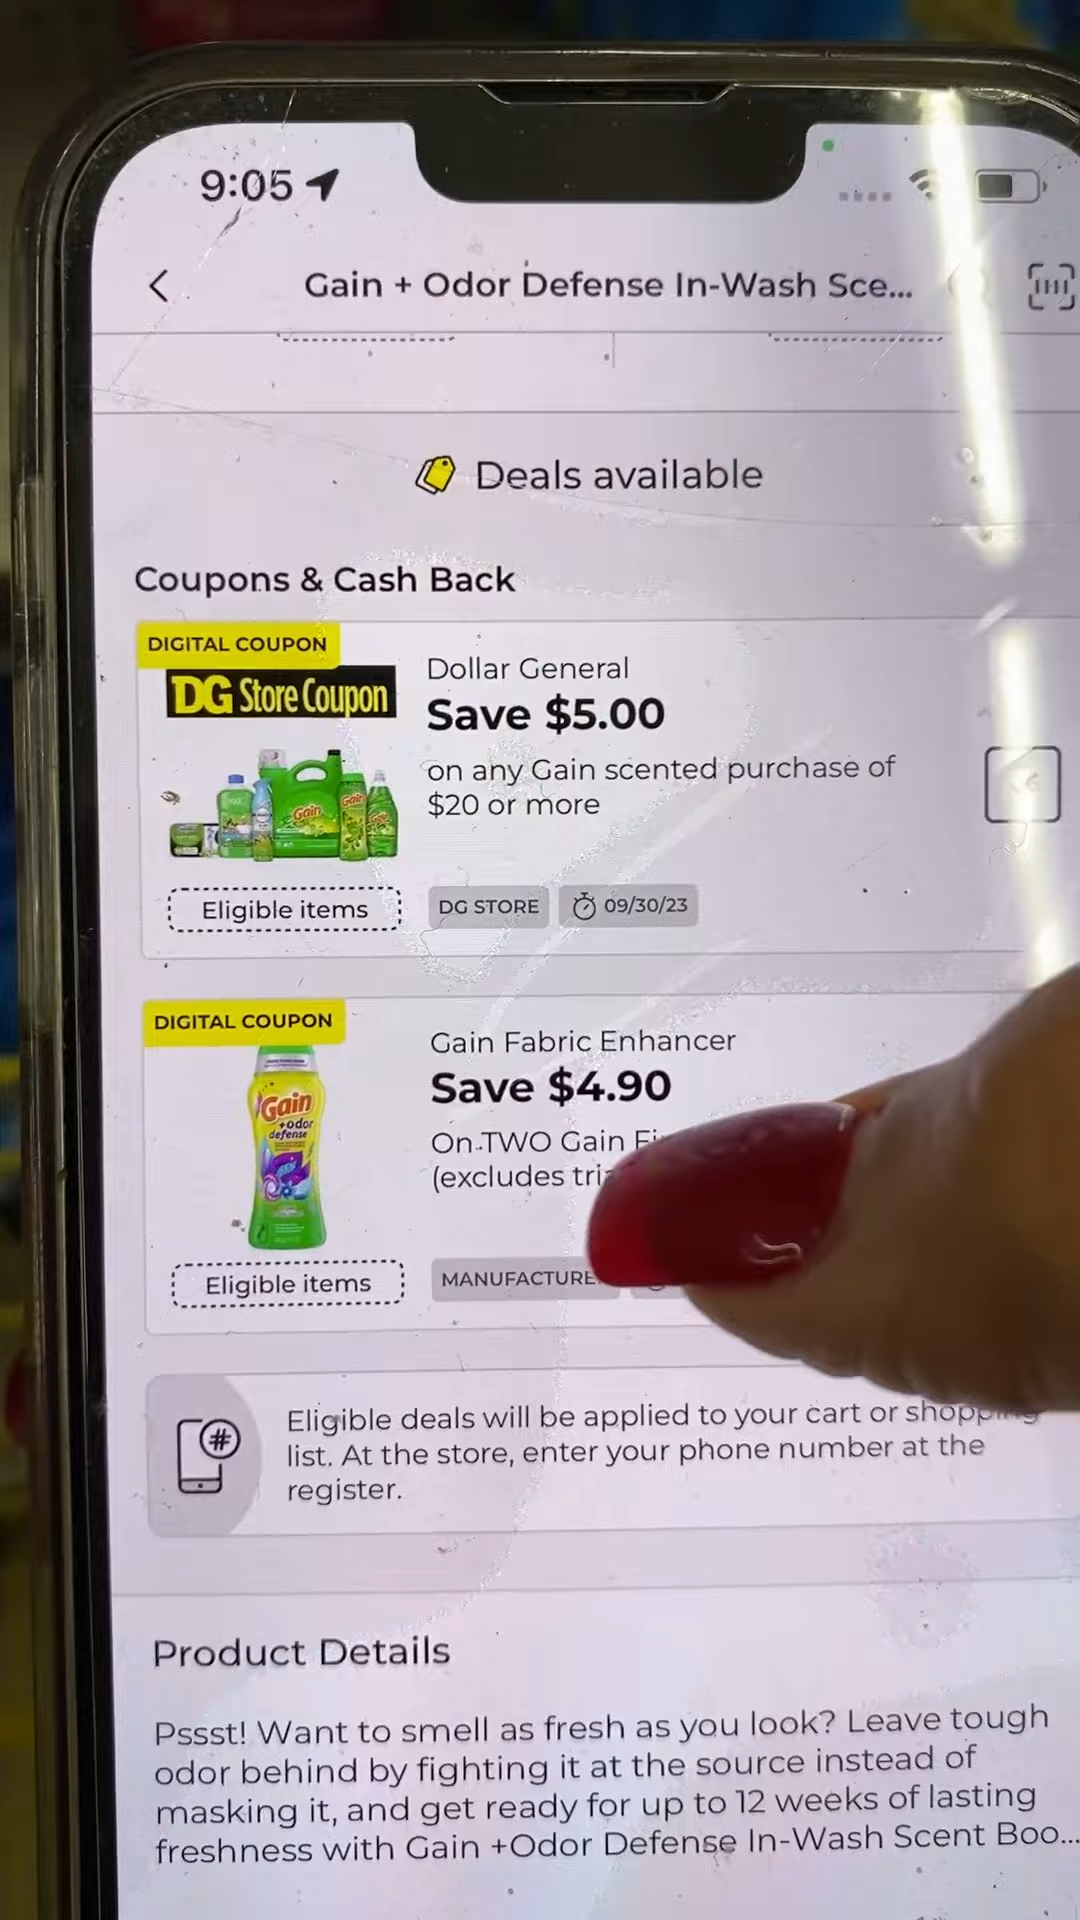 9:05
Gain + Odor Defense In-Wash Sce...
Deals available
Coupons & Cash Back
DIGITAL COUPON
DG Store Coupon
Dollar General
Save $5.00
on any Gain scented purchase of
$20 or more
Gain
Gain
Eligible items
DG STORE
09/30/23
DIGITAL COUPON
Gain
+odor
defense
Gain Fabric Enhancer
Save $4.90
On TWO Gain
(excludes
Eligible items
Eligible deals will be applied to your cart or shopping
list. At the store, enter your phone number at the
register.
Product Details
Pssst! Want to smell as fresh as you look? Leave tough
odor behind by fighting it at the source instead of
masking it, and get ready for up to 12 weeks of lasting
freshness with Gain +Odor Defense In-Wash Scent Boo...